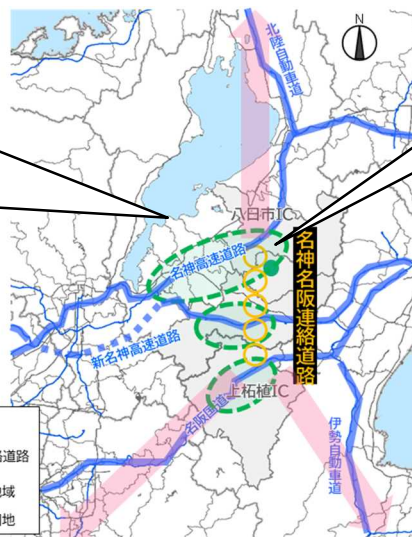 N
北陸自動車道
八日市IC
名神高速道路
名神名阪連絡道路
新名神高速道路
上柘植IC
名阪国道
伊勢自動車道
絡道路
地域
地